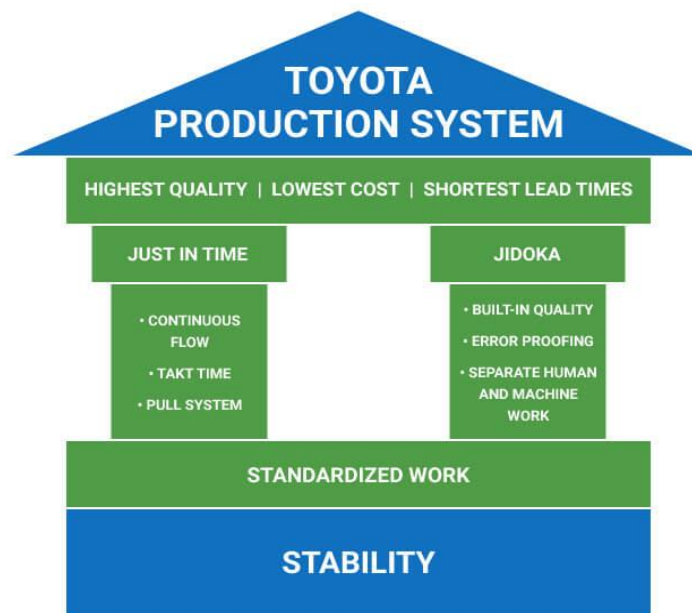 TOYOTA
PRODUCTION SYSTEM
HIGHEST QUALITY | LOWEST COST | SHORTEST LEAD TIMES
JUST IN TIME
• CONTINUOUS
FLOW
• TAKT TIME
• PULL SYSTEM
JIDOKA
• BUILT-IN QUALITY
• ERROR PROOFING
• SEPARATE HUMAN
AND MACHINE
WORK
STANDARDIZED WORK
STABILITY